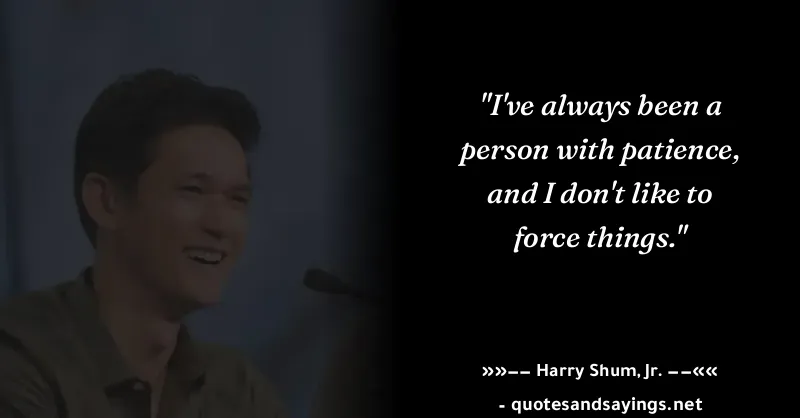 "I've always been a
person with patience,
and I don't like to
force things."
»»−− Harry Shum, Jr. −−««
- quotesandsayings.net